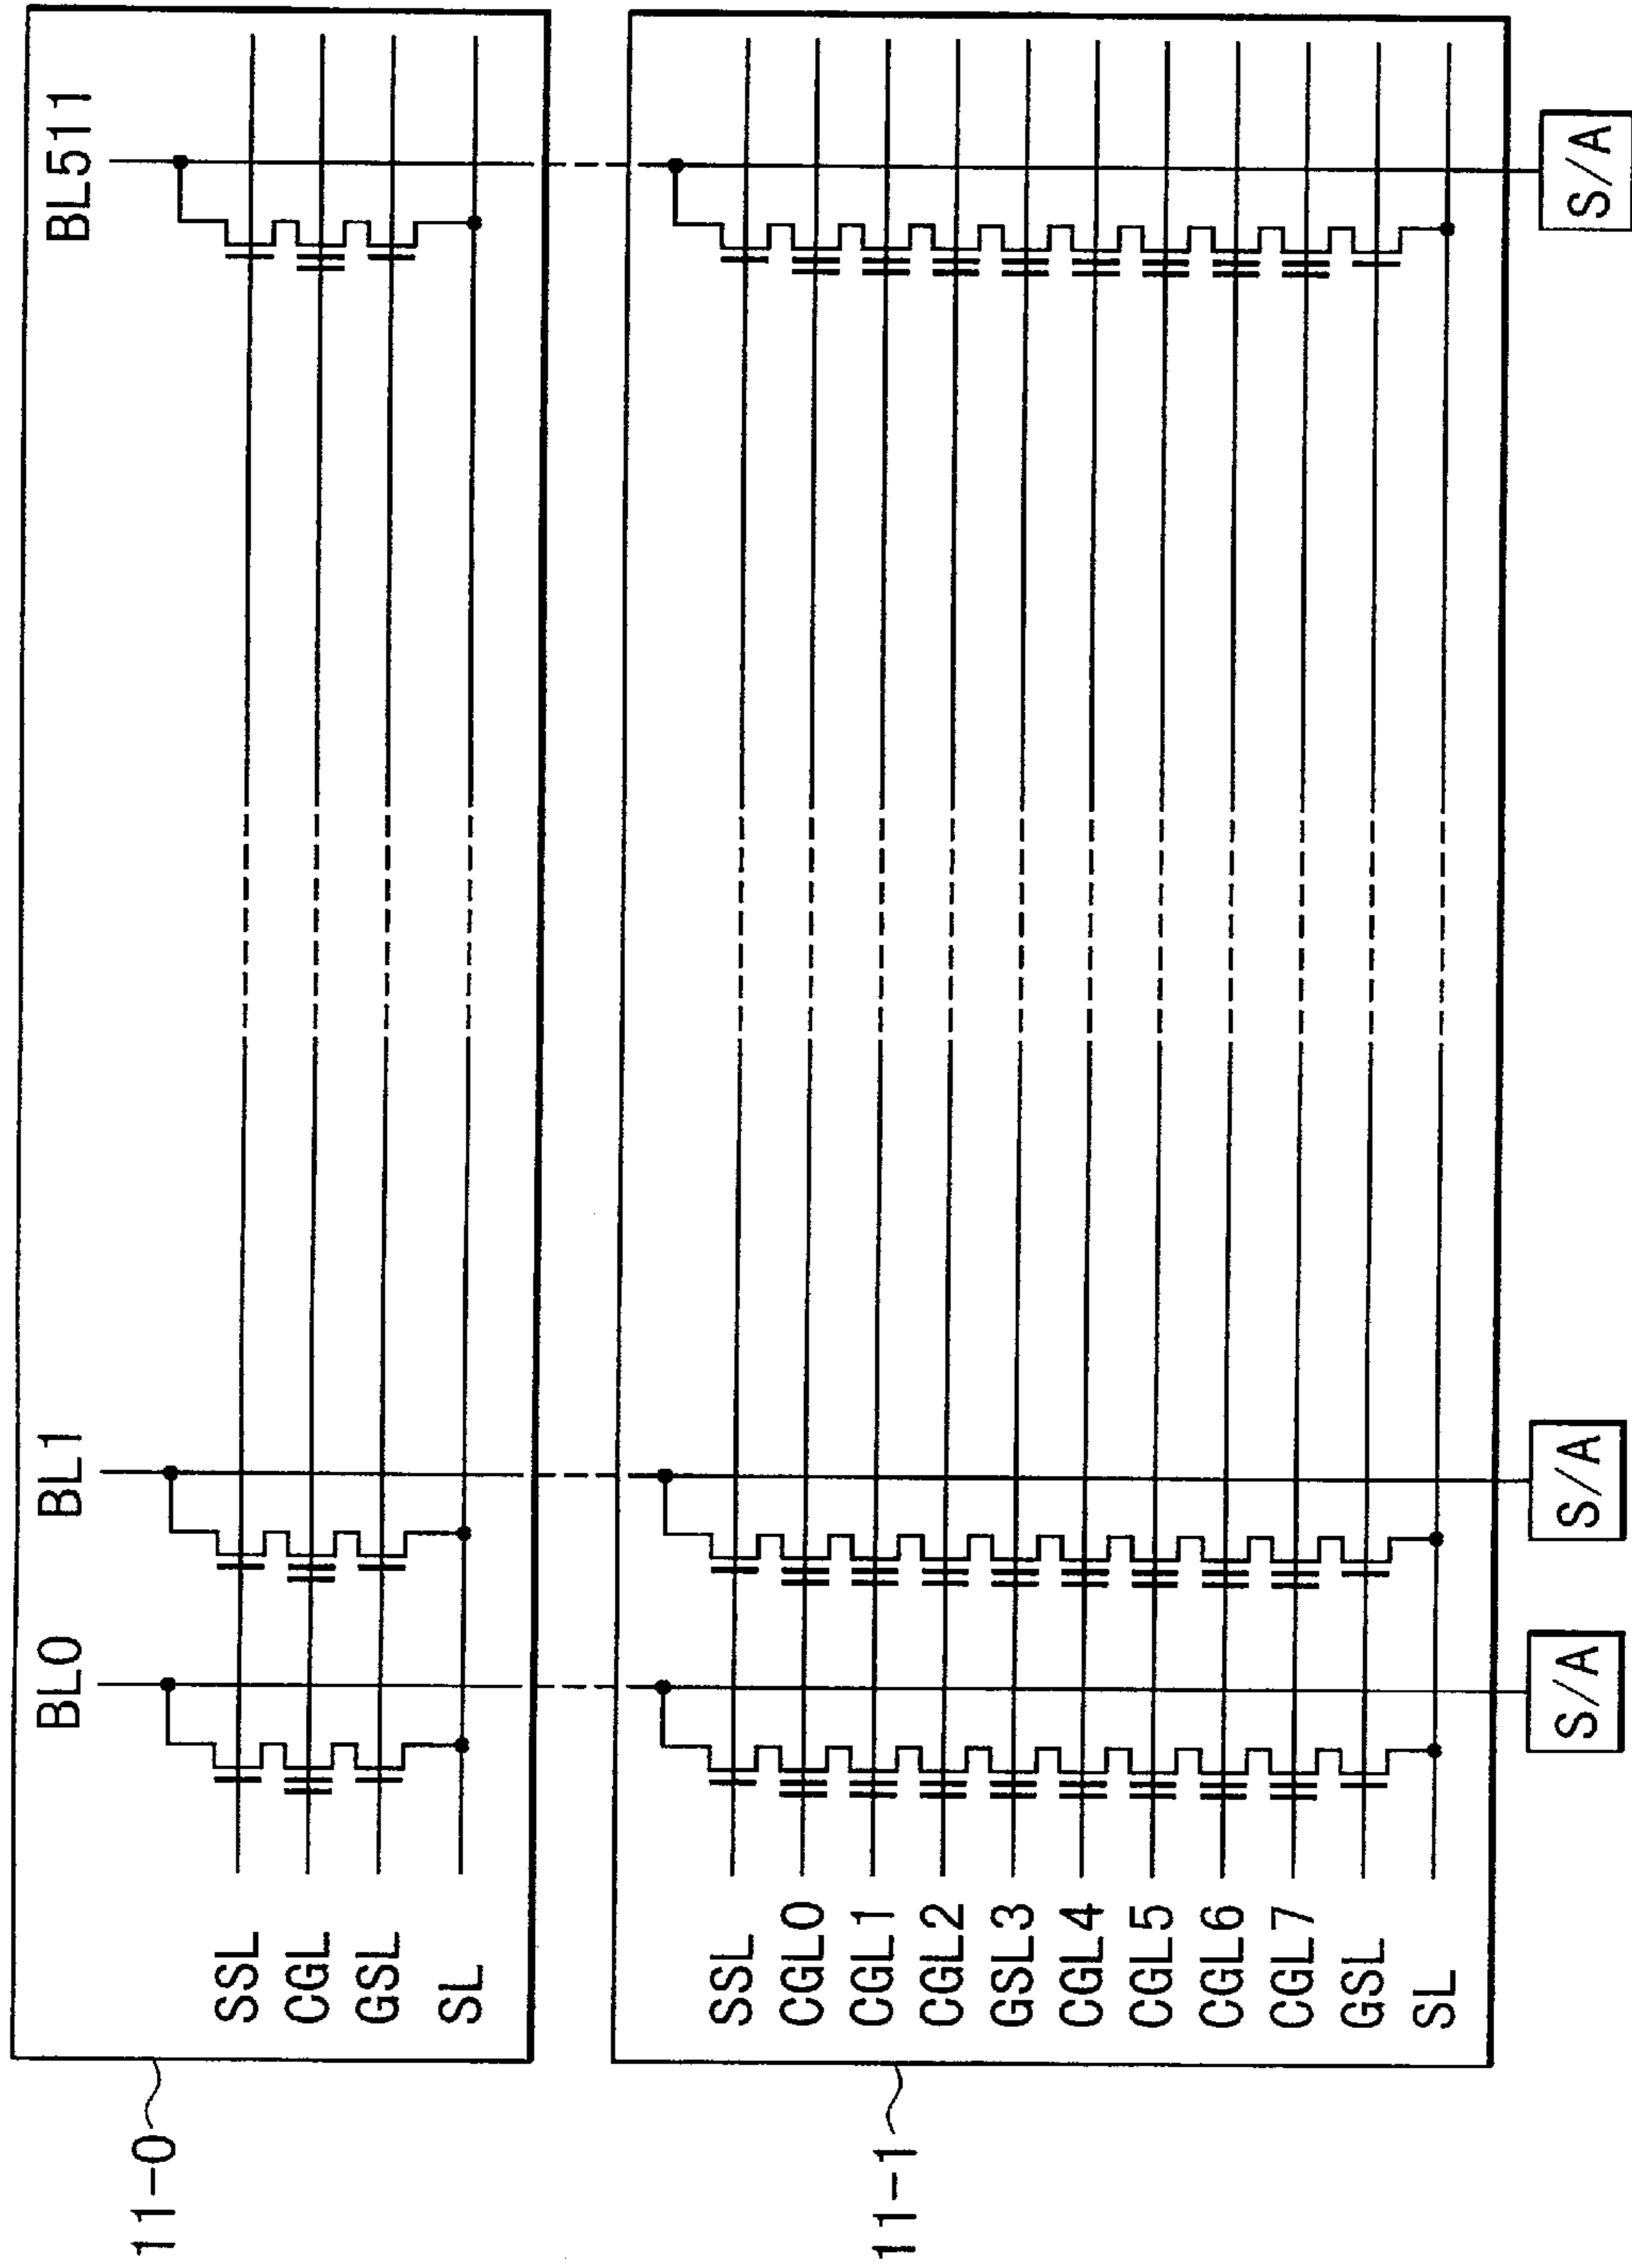 BL0
BL1
BL511
11-0
SSL
CGL
GSL
SL
11-1
SSL
CGL0
CGL1
CGL2
GSL3
CGL4
CGL5
CGL6
CGL7
GSL
SL
S/A
S/A
S/A